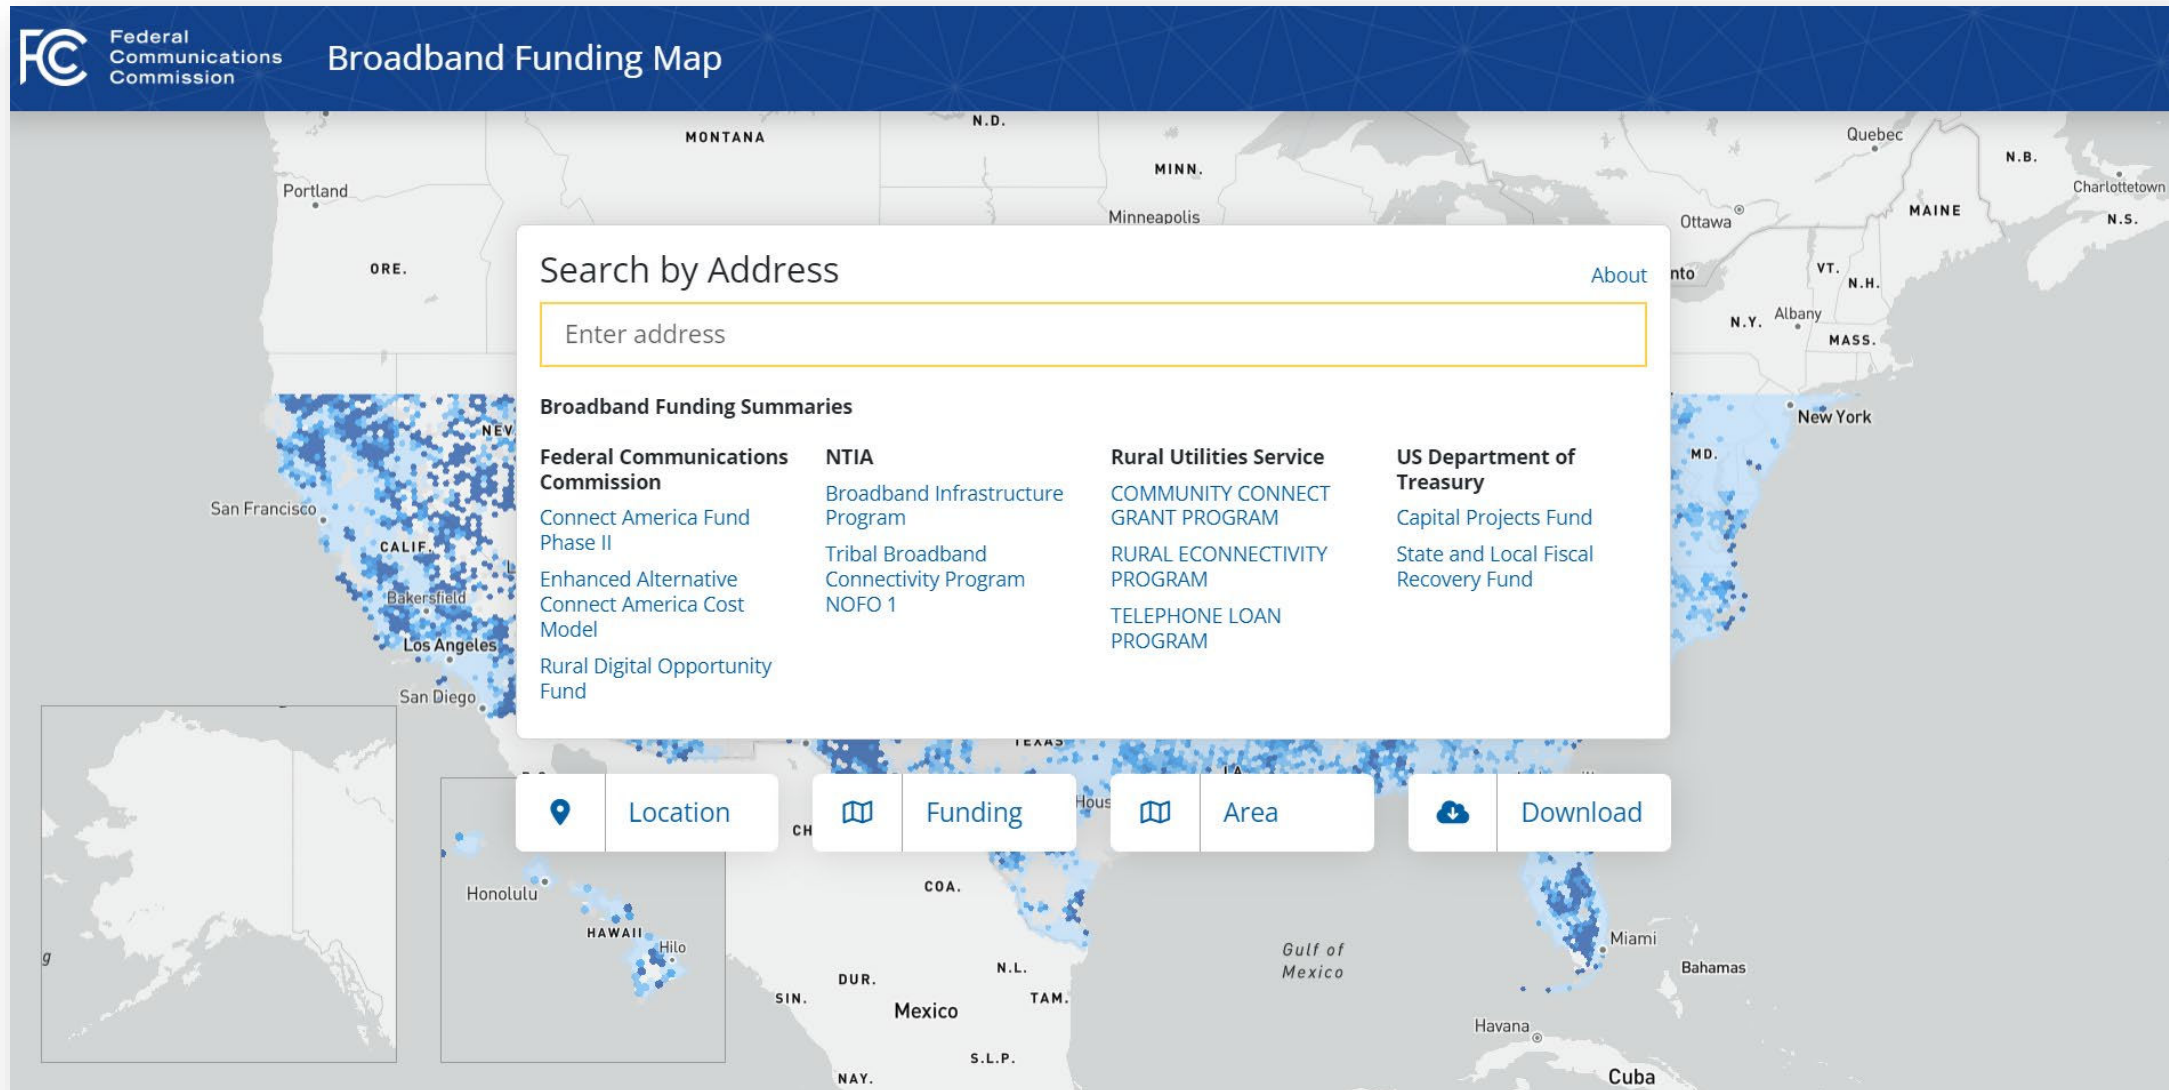 Federal
Communications
Commission
Broadband Funding Map
MONTANA
N.D.
MINN.
Quebec
N.B.
Charlottetown
Portland
Minneapolis
Ottawa
MAINE
N.S.
ORE.
Search by Address
About
nto
VT.
N.H.
Enter address
N.Y.
Albany
MASS.
Broadband Funding Summaries
New York
NEV
Federal Communications
Commission
Connect America Fund
Phase II
Enhanced Alternative
Connect America Cost
Model
Rural Digital Opportunity
Fund
NTIA
Broadband Infrastructure
Program
Tribal Broadband
Connectivity Program
NOFO 1
Rural Utilities Service
COMMUNITY CONNECT
GRANT PROGRAM
RURAL ECONNECTIVITY
PROGRAM
TELEPHONE LOAN
PROGRAM
US Department of
Treasury
Capital Projects Fund
State and Local Fiscal
Recovery Fund
MD.
San Francisco
CALIF.
Bakersfield
Los Angeles
San Diego
TEXAS
LA
Location
Funding
Area
Download
CH
Hous
Honolulu
HAWAII
Hilo
COA.
Gulf of
Mexico
Miami
Bahamas
g
DUR.
N.L.
SIN.
TAM.
Mexico
Havana
S.L.P.
NAY.
Cuba